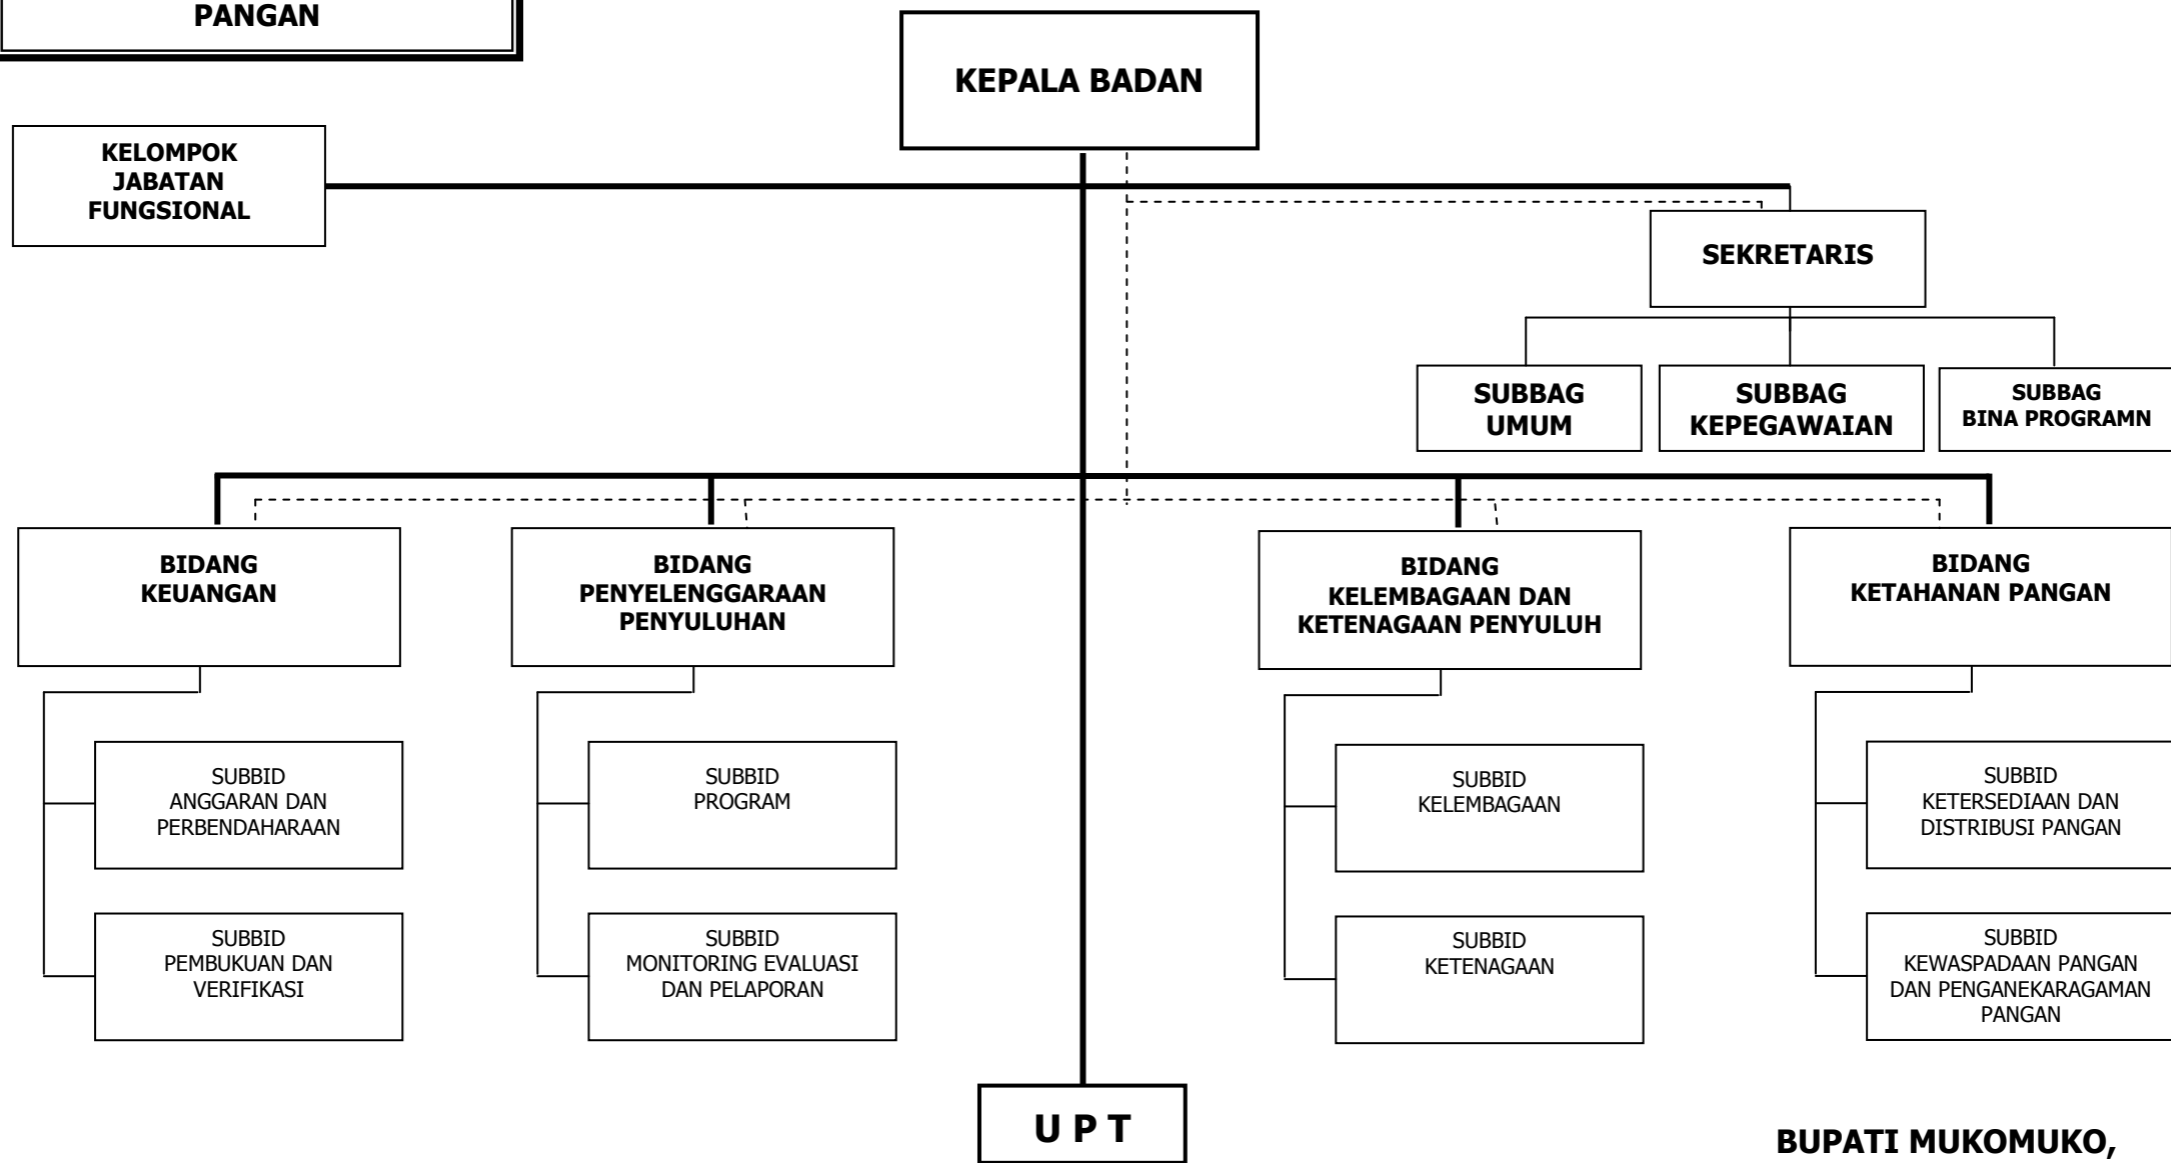 PANGAN
KEPALA BADAN
KELOMPOK
JABATAN
FUNGSIONAL
SEKRETARIS
SUBBAG
UMUM
SUBBAG
KEPEGAWAIAN
SUBBAG
BINA PROGRAMN
BIDANG
KEUANGAN
BIDANG
PENYELENGGARAAN
PENYULUHAN
BIDANG
KELEMBAGAAN DAN
KETENAGAAN PENYULUH
BIDANG
KETAHANAN PANGAN
SUBBID
ANGGARAN DAN
PERBENDAHARAAN
SUBBID
PROGRAM
SUBBID
KELEMBAGAAN
SUBBID
KETERSEDIAAN DAN
DISTRIBUSI PANGAN
SUBBID
PEMBUKUAN DAN
VERIFIKASI
SUBBID
MONITORING EVALUASI
DAN PELAPORAN
SUBBID
KETENAGAAN
SUBBID
KEWASPADAAN PANGAN
DAN PENGANEKARAGAMAN
PANGAN
U P T
BUPATI MUKOMUKO,